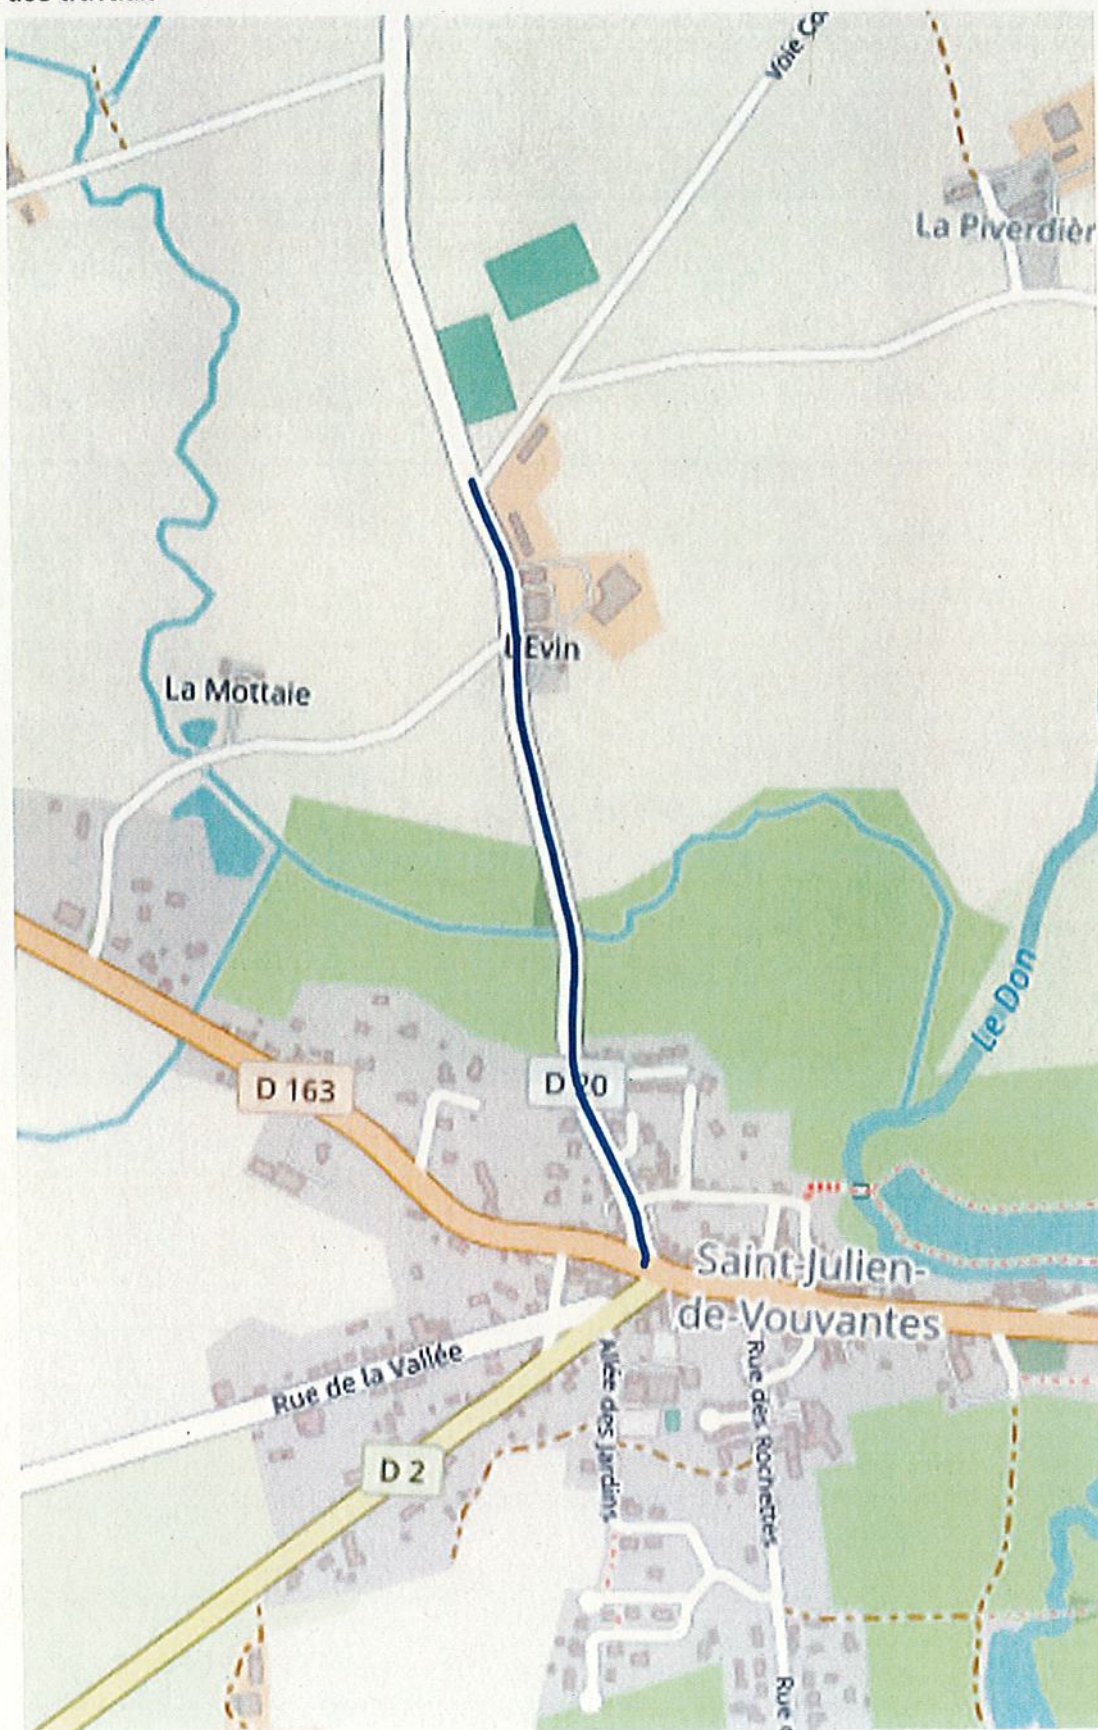 Voie Co
La Piverdièr
L'Evin
La Mottaie
Le Don
D 163
D 20
Saint-Julien-
de-Vouvantes
Rue de la Vallée
Allée des Jardins
Rue des Rochettes
D 2
Rue